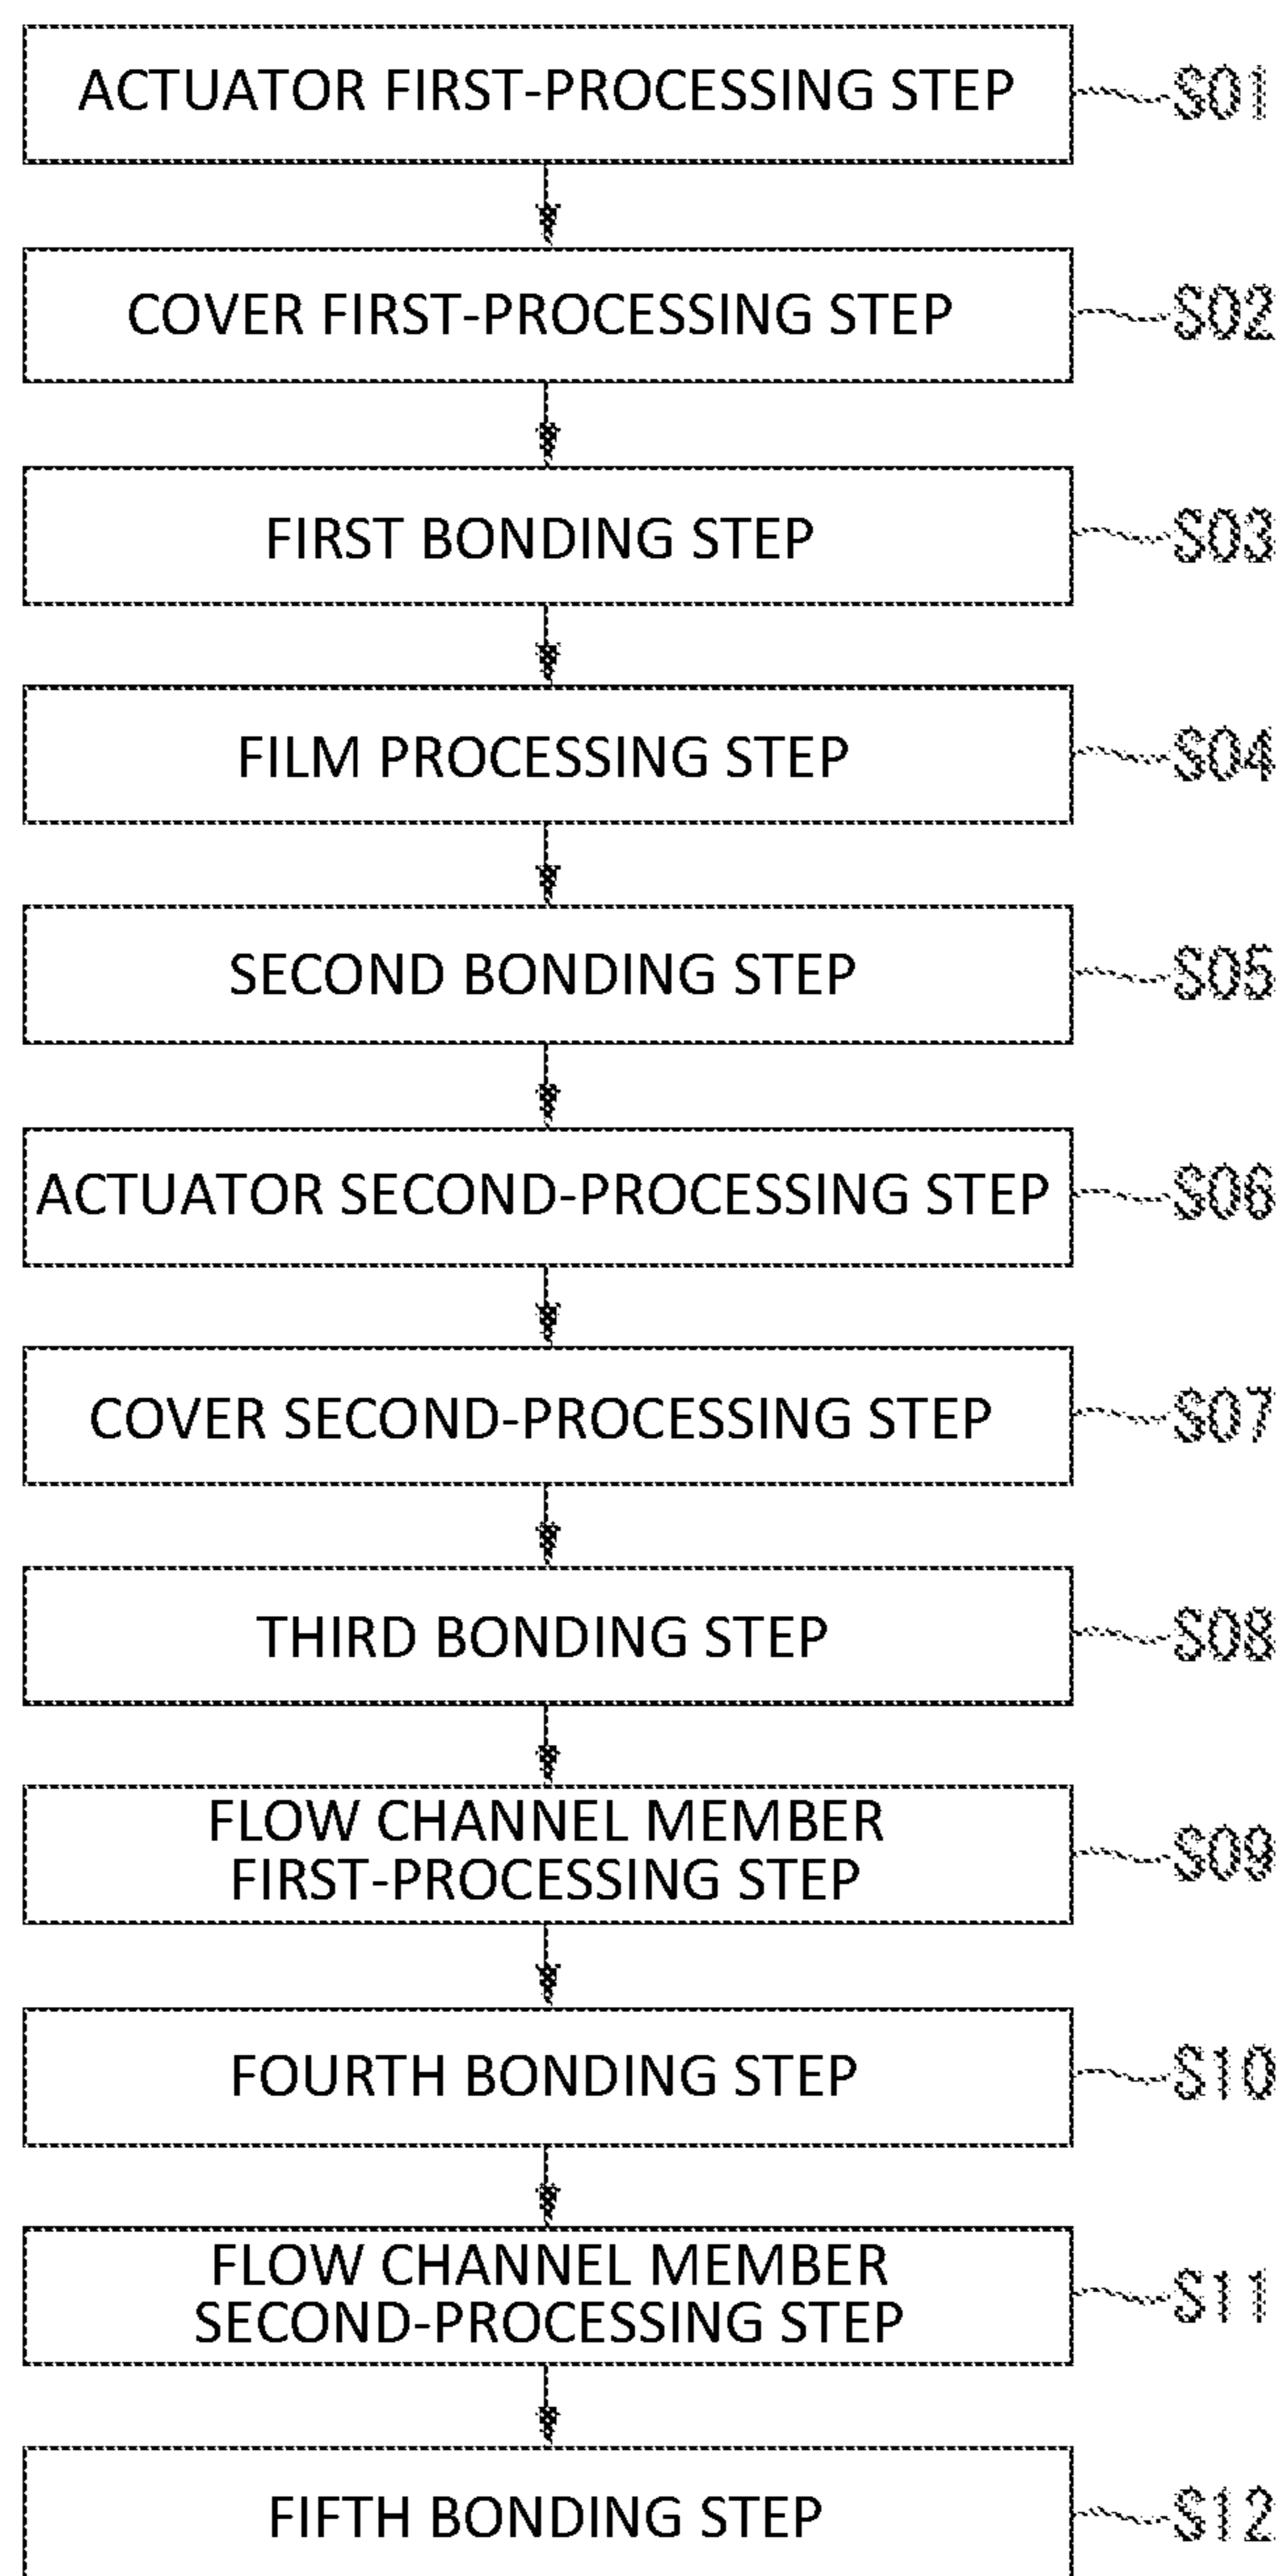 ACTUATOR FIRST-PROCESSING STEP S01
COVER FIRST-PROCESSING STEP S02
FIRST BONDING STEP S03
FILM PROCESSING STEP S04
SECOND BONDING STEP S05
ACTUATOR SECOND-PROCESSING STEP S06
COVER SECOND-PROCESSING STEP S07
THIRD BONDING STEP S08
FLOW CHANNEL MEMBER
FIRST-PROCESSING STEP S09
FOURTH BONDING STEP S10
FLOW CHANNEL MEMBER
SECOND-PROCESSING STEP S11
FIFTH BONDING STEP S12